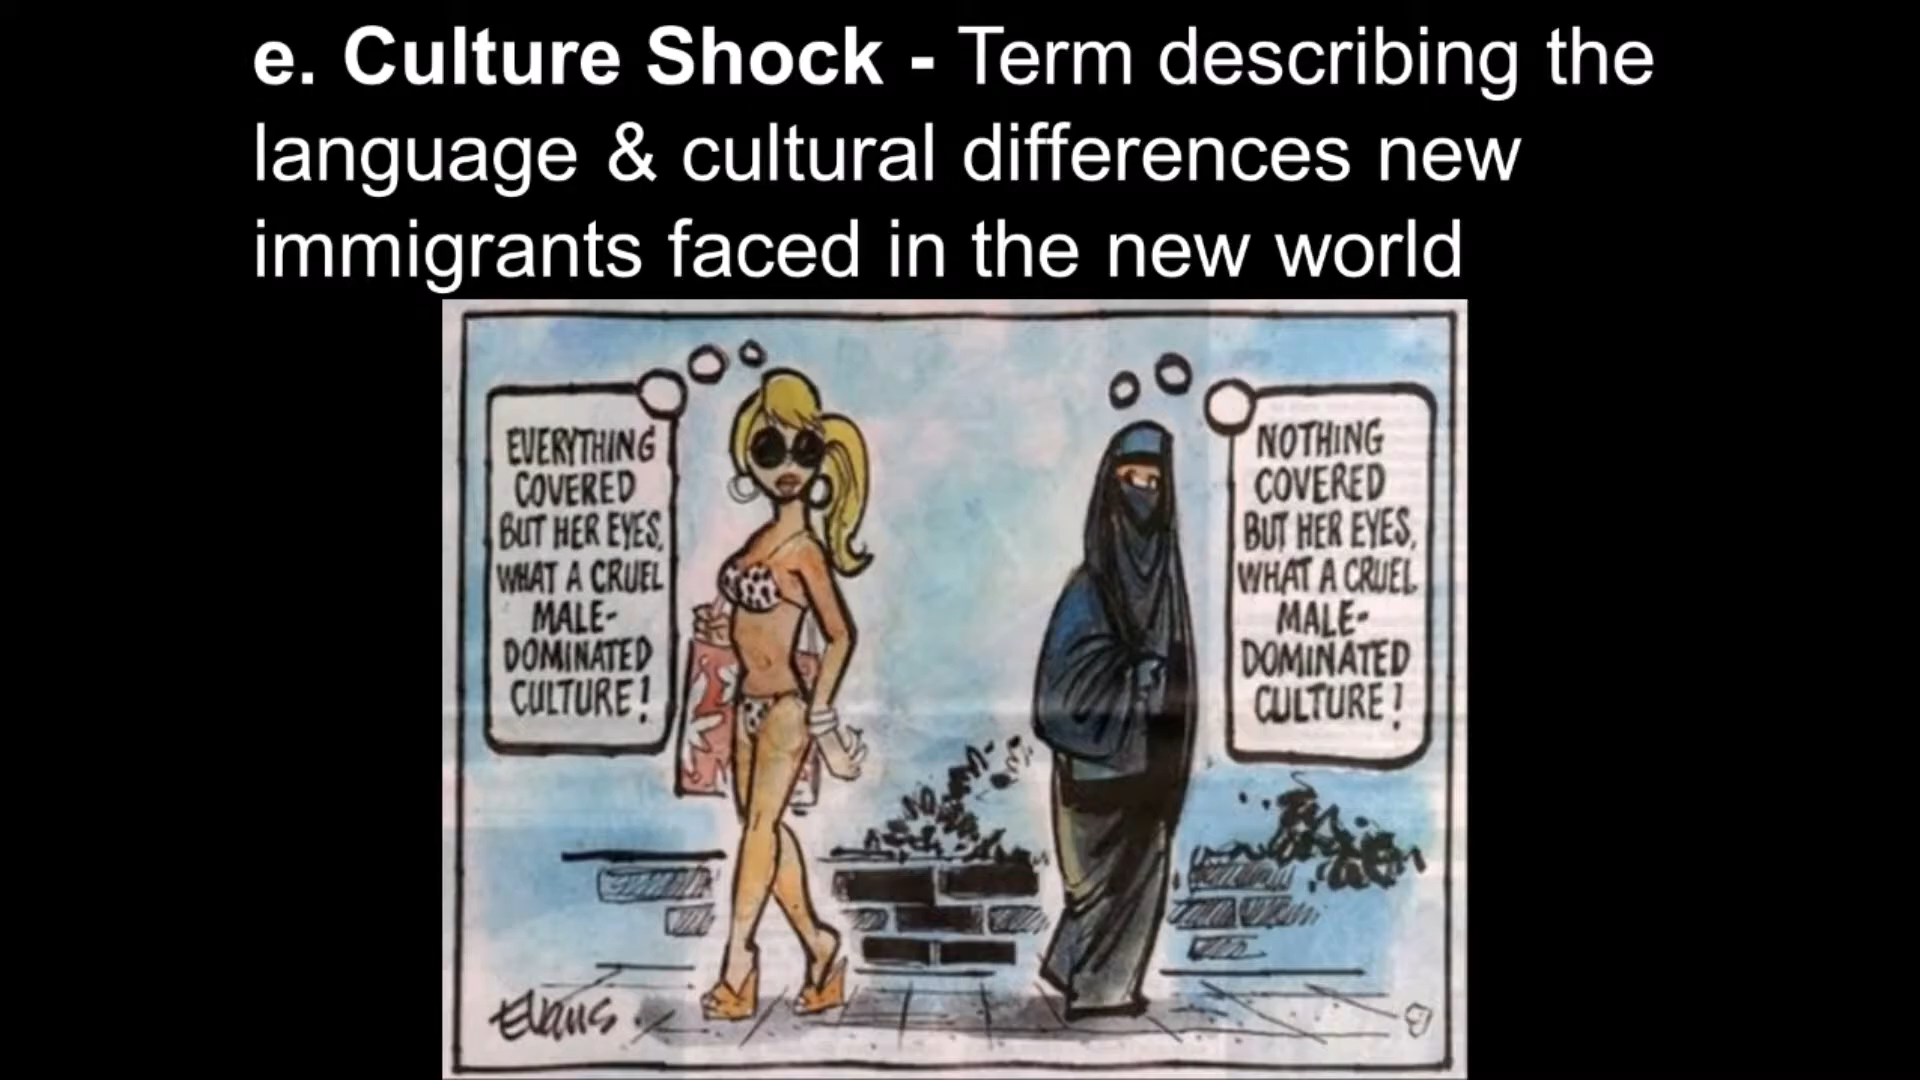 e. Culture Shock - Term describing the
language & cultural differences new
immigrants faced in the new world
EVERYTHING
COVERED
BUT HER EYES,
WHAT A CRUEL
MALE-
DOMINATED
CULTURE!
NOTHING
COVERED
BUT HER EYES,
WHAT A CRUEL
MALE-
DOMINATED
CULTURE!
Evans